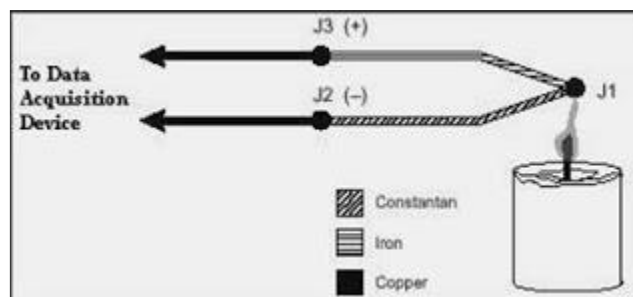 J3 (+)
To Data
Acquisition
Device
J2 (–)
J1
Constantan
Iron
Copper